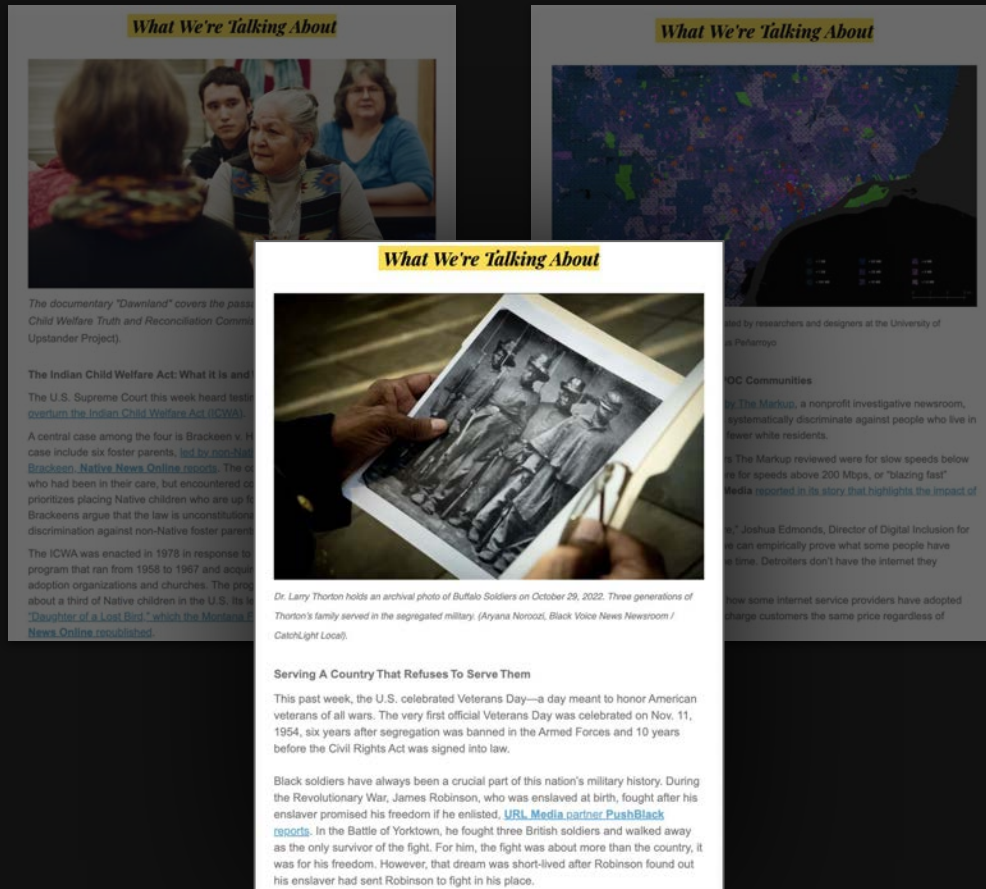 What We're Talking About
The documentary "Dawnland" covers the
Child Welfare Truth and Reconciliation
Upstander Project).
The Indian Child Welfare Act: What it is and
The U.S. Supreme Court this week heard
overturn the Indian Child Welfare Act (ICWA).
A central case among the four is Brackeen v.
case include six foster parents,
Brackeen, Native News Online reports. The
who had been in their care, but encountered
prioritizes placing Native children who are up
Brackeens argue that the law is
discrimination against non-Native foster
The ICWA was enacted in 1978 in response to
program that ran from 1958 to 1967 and
adoption organizations and churches. The
about a third of Native children in the U.S. Its
"Daughter of a Lost Bird," which the Montana
News Online republished.
What We're Talking About
by researchers and designers at the University of
Peñarroyo
Communities
by The Markup, a nonprofit investigative newsroom,
systematically discriminate against people who live in
fewer white residents.
The Markup reviewed were for slow speeds below
for speeds above 200 Mbps, or "blazing fast"
Media reported in its story that highlights the impact of
Joshua Edmonds, Director of Digital Inclusion for
can empirically prove what some people have
time. Detroiters don't have the internet they
how some internet service providers have adopted
charge customers the same price regardless of
What We're Talking About
Dr. Larry Thorton holds an archival photo of Buffalo Soldiers on October 29, 2022. Three generations of
Thorton's family served in the segregated military. (Aryana Noroozi, Black Voice News Newsroom /
CatchLight Local).
Serving A Country That Refuses To Serve Them
This past week, the U.S. celebrated Veterans Day—a day meant to honor American
veterans of all wars. The very first official Veterans Day was celebrated on Nov. 11,
1954, six years after segregation was banned in the Armed Forces and 10 years
before the Civil Rights Act was signed into law.
Black soldiers have always been a crucial part of this nation's military history. During
the Revolutionary War, James Robinson, who was enslaved at birth, fought after his
enslaver promised his freedom if he enlisted, URL Media partner PushBlack
reports. In the Battle of Yorktown, he fought three British soldiers and walked away
as the only survivor of the fight. For him, the fight was about more than the country, it
was for his freedom. However, that dream was short-lived after Robinson found out
his enslaver had sent Robinson to fight in his place.